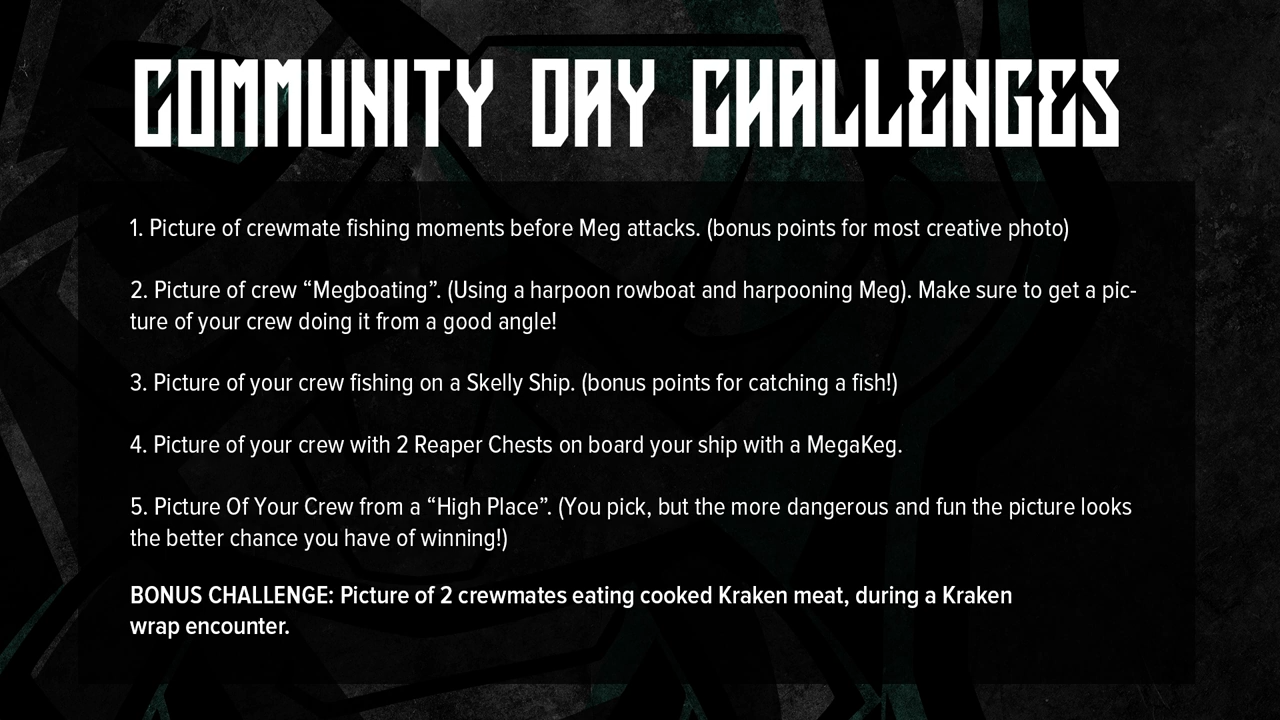 COMMUNITY DAY CHALLENGES
1. Picture of crewmate fishing moments before Meg attacks. (bonus points for most creative photo)
2. Picture of crew “Megboating”. (Using a harpoon rowboat and harpooning Meg). Make sure to get a pic-
ture of your crew doing it from a good angle!
3. Picture of your crew fishing on a Skelly Ship. (bonus points for catching a fish!)
4. Picture of your crew with 2 Reaper Chests on board your ship with a MegaKeg.
5. Picture Of Your Crew from a “High Place”. (You pick, but the more dangerous and fun the picture looks
the better chance you have of winning!)
BONUS CHALLENGE: Picture of 2 crewmates eating cooked Kraken meat, during a Kraken
wrap encounter.